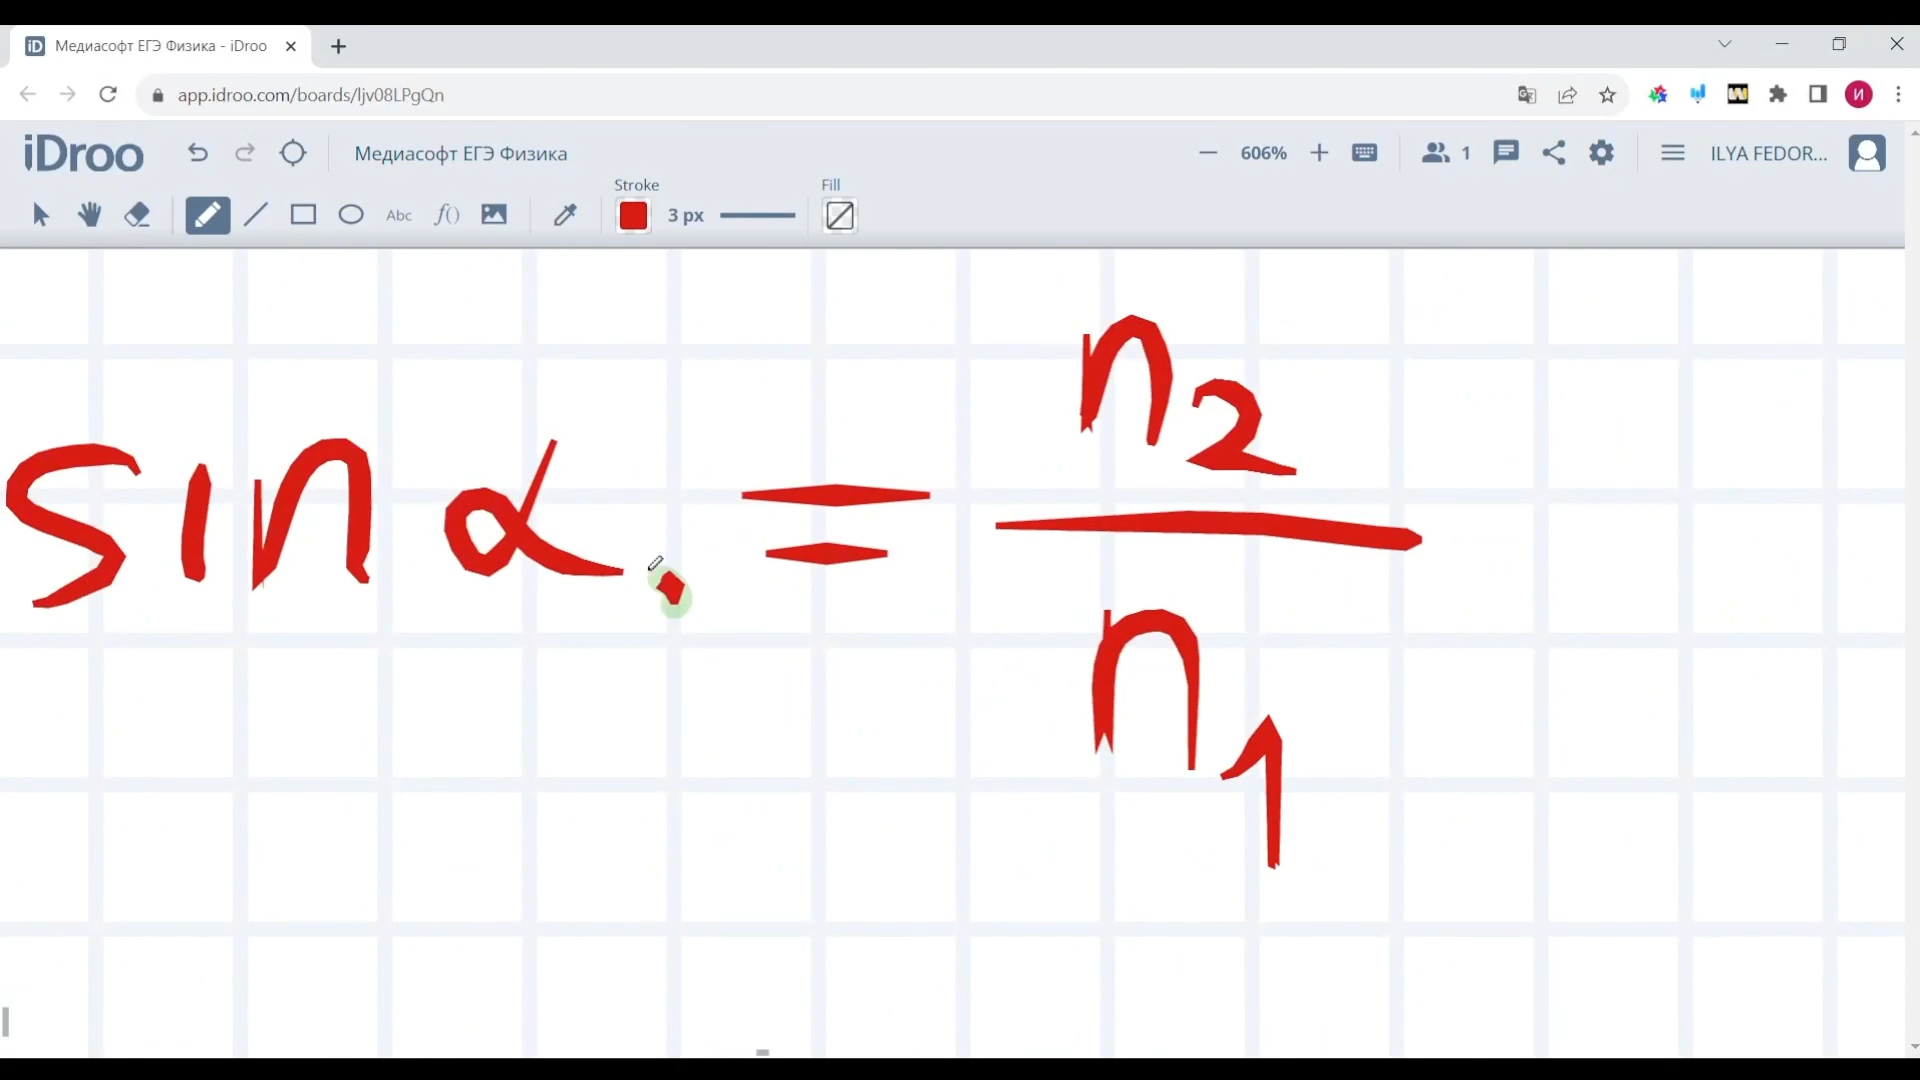 Медиасофт ЕГЭ Физика - iDroo
app.idroo.com/boards/ljv08LPgQn
iDroo Медиасофт ЕГЭ Физика 606% 1 ILYA FEDOR...
Stroke Fill
Abc f() 3 px
sin α. = n₂/n₁